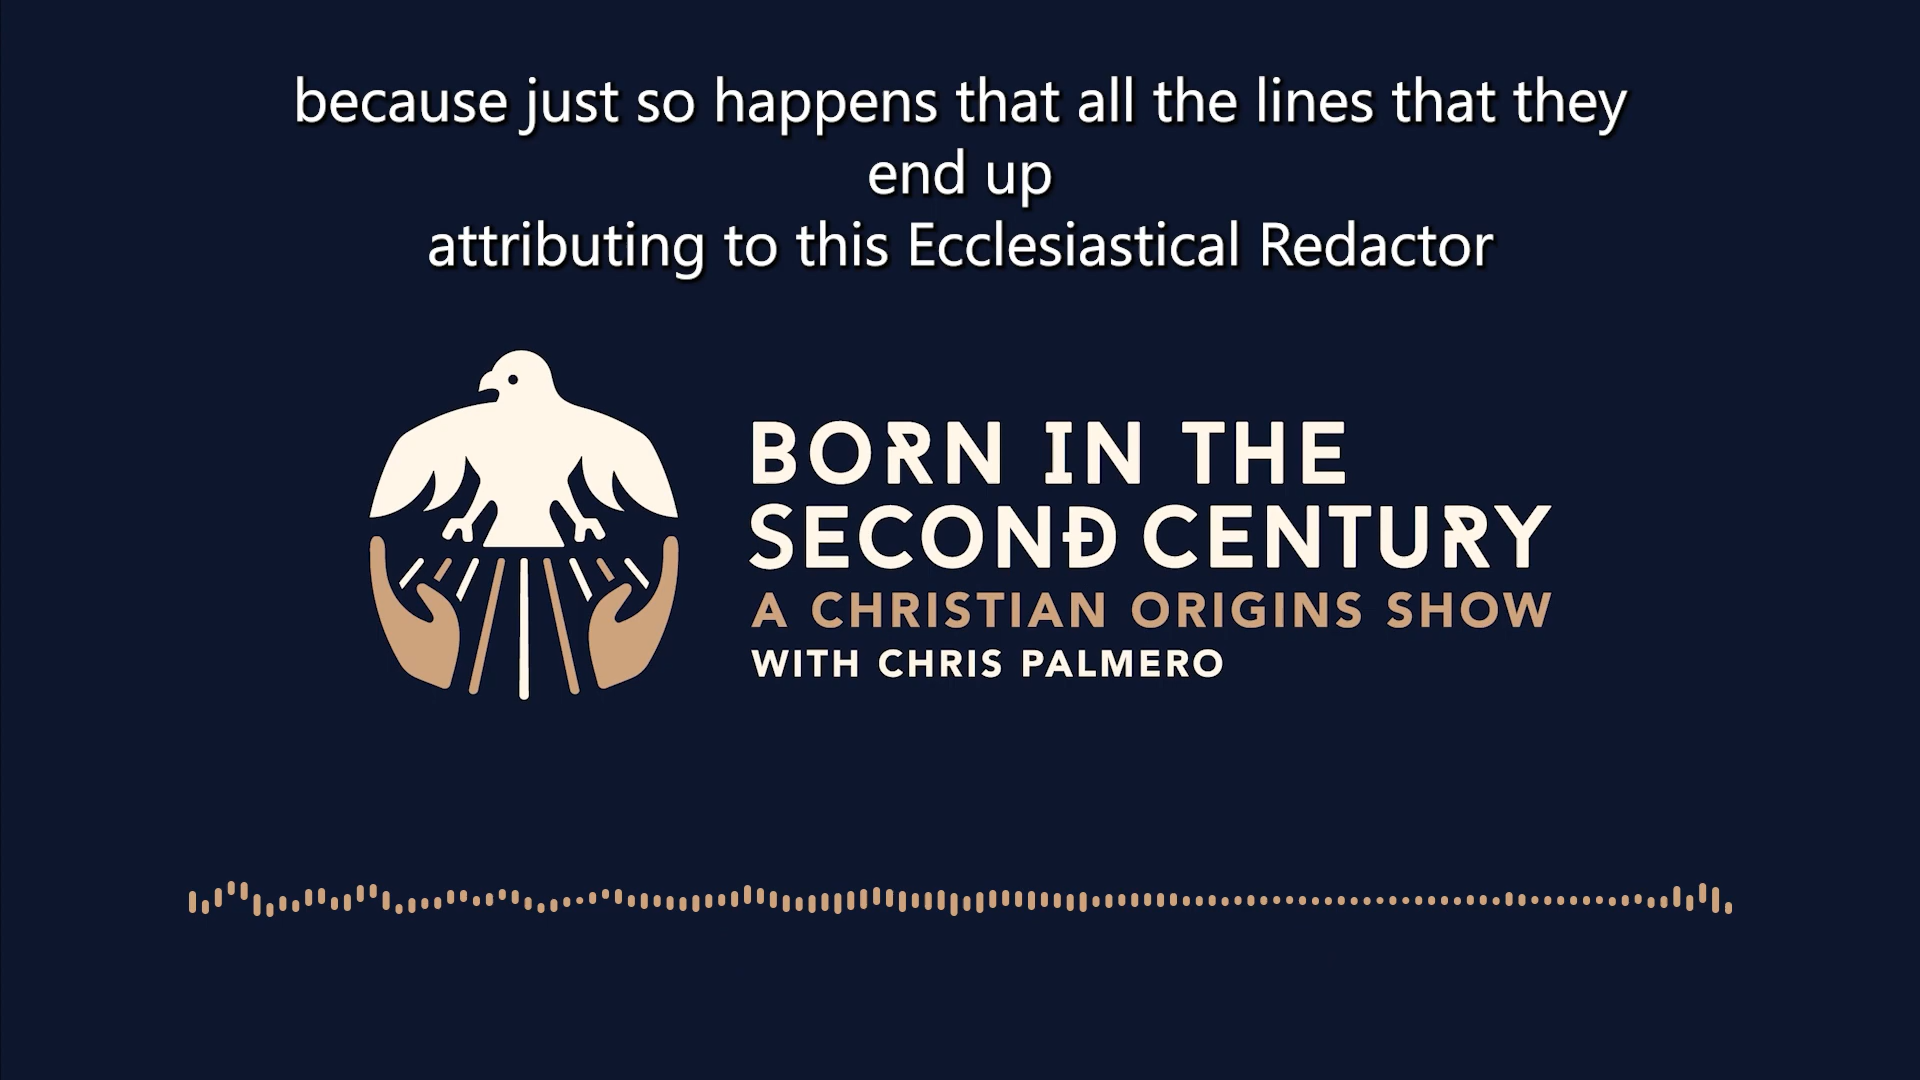 because just so happens that all the lines that they
end up
attributing to this Ecclesiastical Redactor
BORN IN THE
SECOND CENTURY
A CHRISTIAN ORIGINS SHOW
WITH CHRIS PALMERO